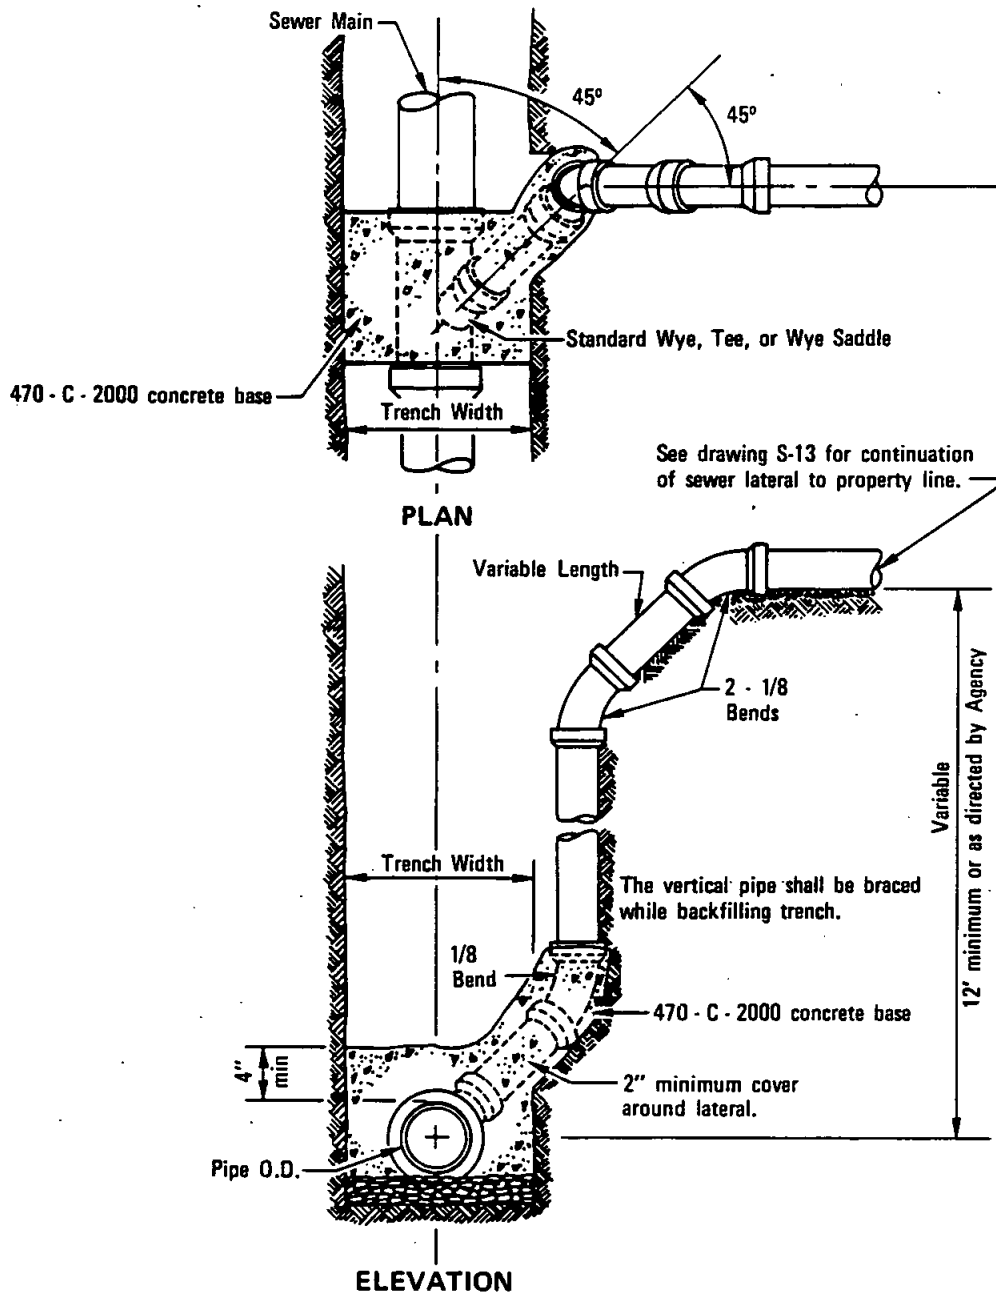 Sewer Main
45°
45°
Standard Wye, Tee, or Wye Saddle
470 - C - 2000 concrete base
Trench Width
See drawing S-13 for continuation
of sewer lateral to property line.
PLAN
Variable Length
2 - 1/8
Bends
Variable
12' minimum or as directed by Agency
Trench Width
The vertical pipe shall be braced
while backfilling trench.
1/8
Bend
470 - C - 2000 concrete base
4"
min
2" minimum cover
around lateral.
Pipe O.D.
ELEVATION